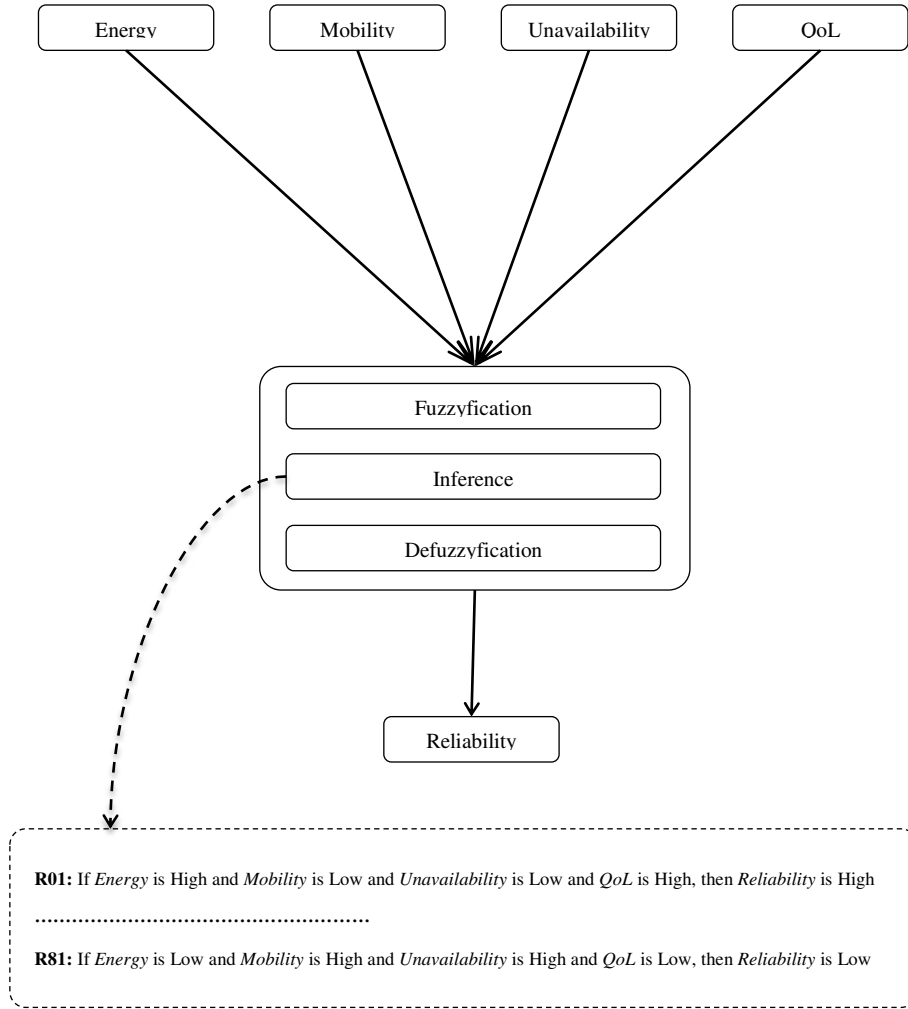 Energy
Mobility
Unavailability
QoL
Fuzzyfication
Inference
Defuzzyfication
Reliability
R01: If Energy is High and Mobility is Low and Unavailability is Low and QoL is High, then Reliability is High
.......................................................
R81: If Energy is Low and Mobility is High and Unavailability is High and QoL is Low, then Reliability is Low